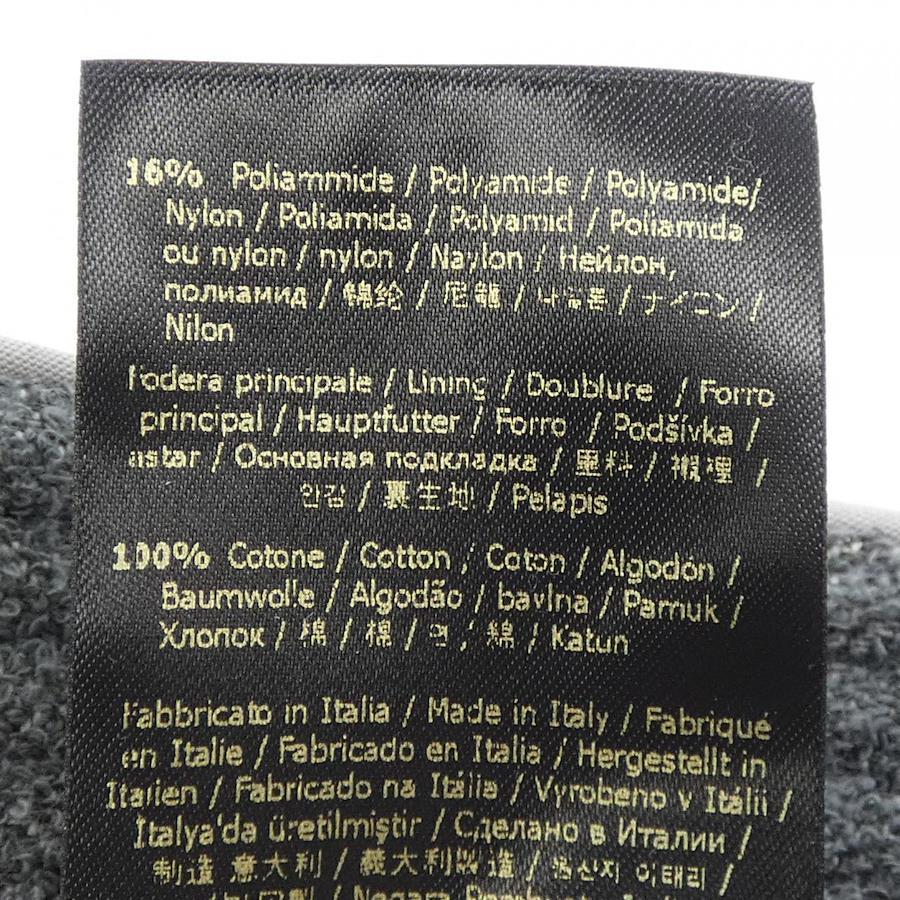 16% Poliammide / Polyamide / Polyamide/
Nylon / Poliamida / Polyamid / Poliamida
ou nylon / nylon / Naylon / Нейлон,
полиамид / 錦纶 / 尼龍 / 나일론 / ナイロン /
Nilon
Fodera principale / Lining / Doublure / Forro
principal / Hauptfutter / Forro / Podšívka /
astar / Основная подкладка / 里料 / 襯裡 /
안감 / 裏生地 / Pelapis
100% Cotone / Cotton / Coton / Algodón /
Baumwolle / Algodão / bavlna / Pamuk /
Хлопок / 棉 / 棉 / 면 / 綿 / Katun
Fabbricato in Italia / Made in Italy / Fabriqué
en Italie / Fabricado en Italia / Hergestellt in
Italien / Fabricado na Itália / Vyrobeno v Itálii /
İtalya'da üretilmiştir / Сделано в Италии /
制造 意大利 / 義大利製造 / 원산지 이태리 /
/ Negara